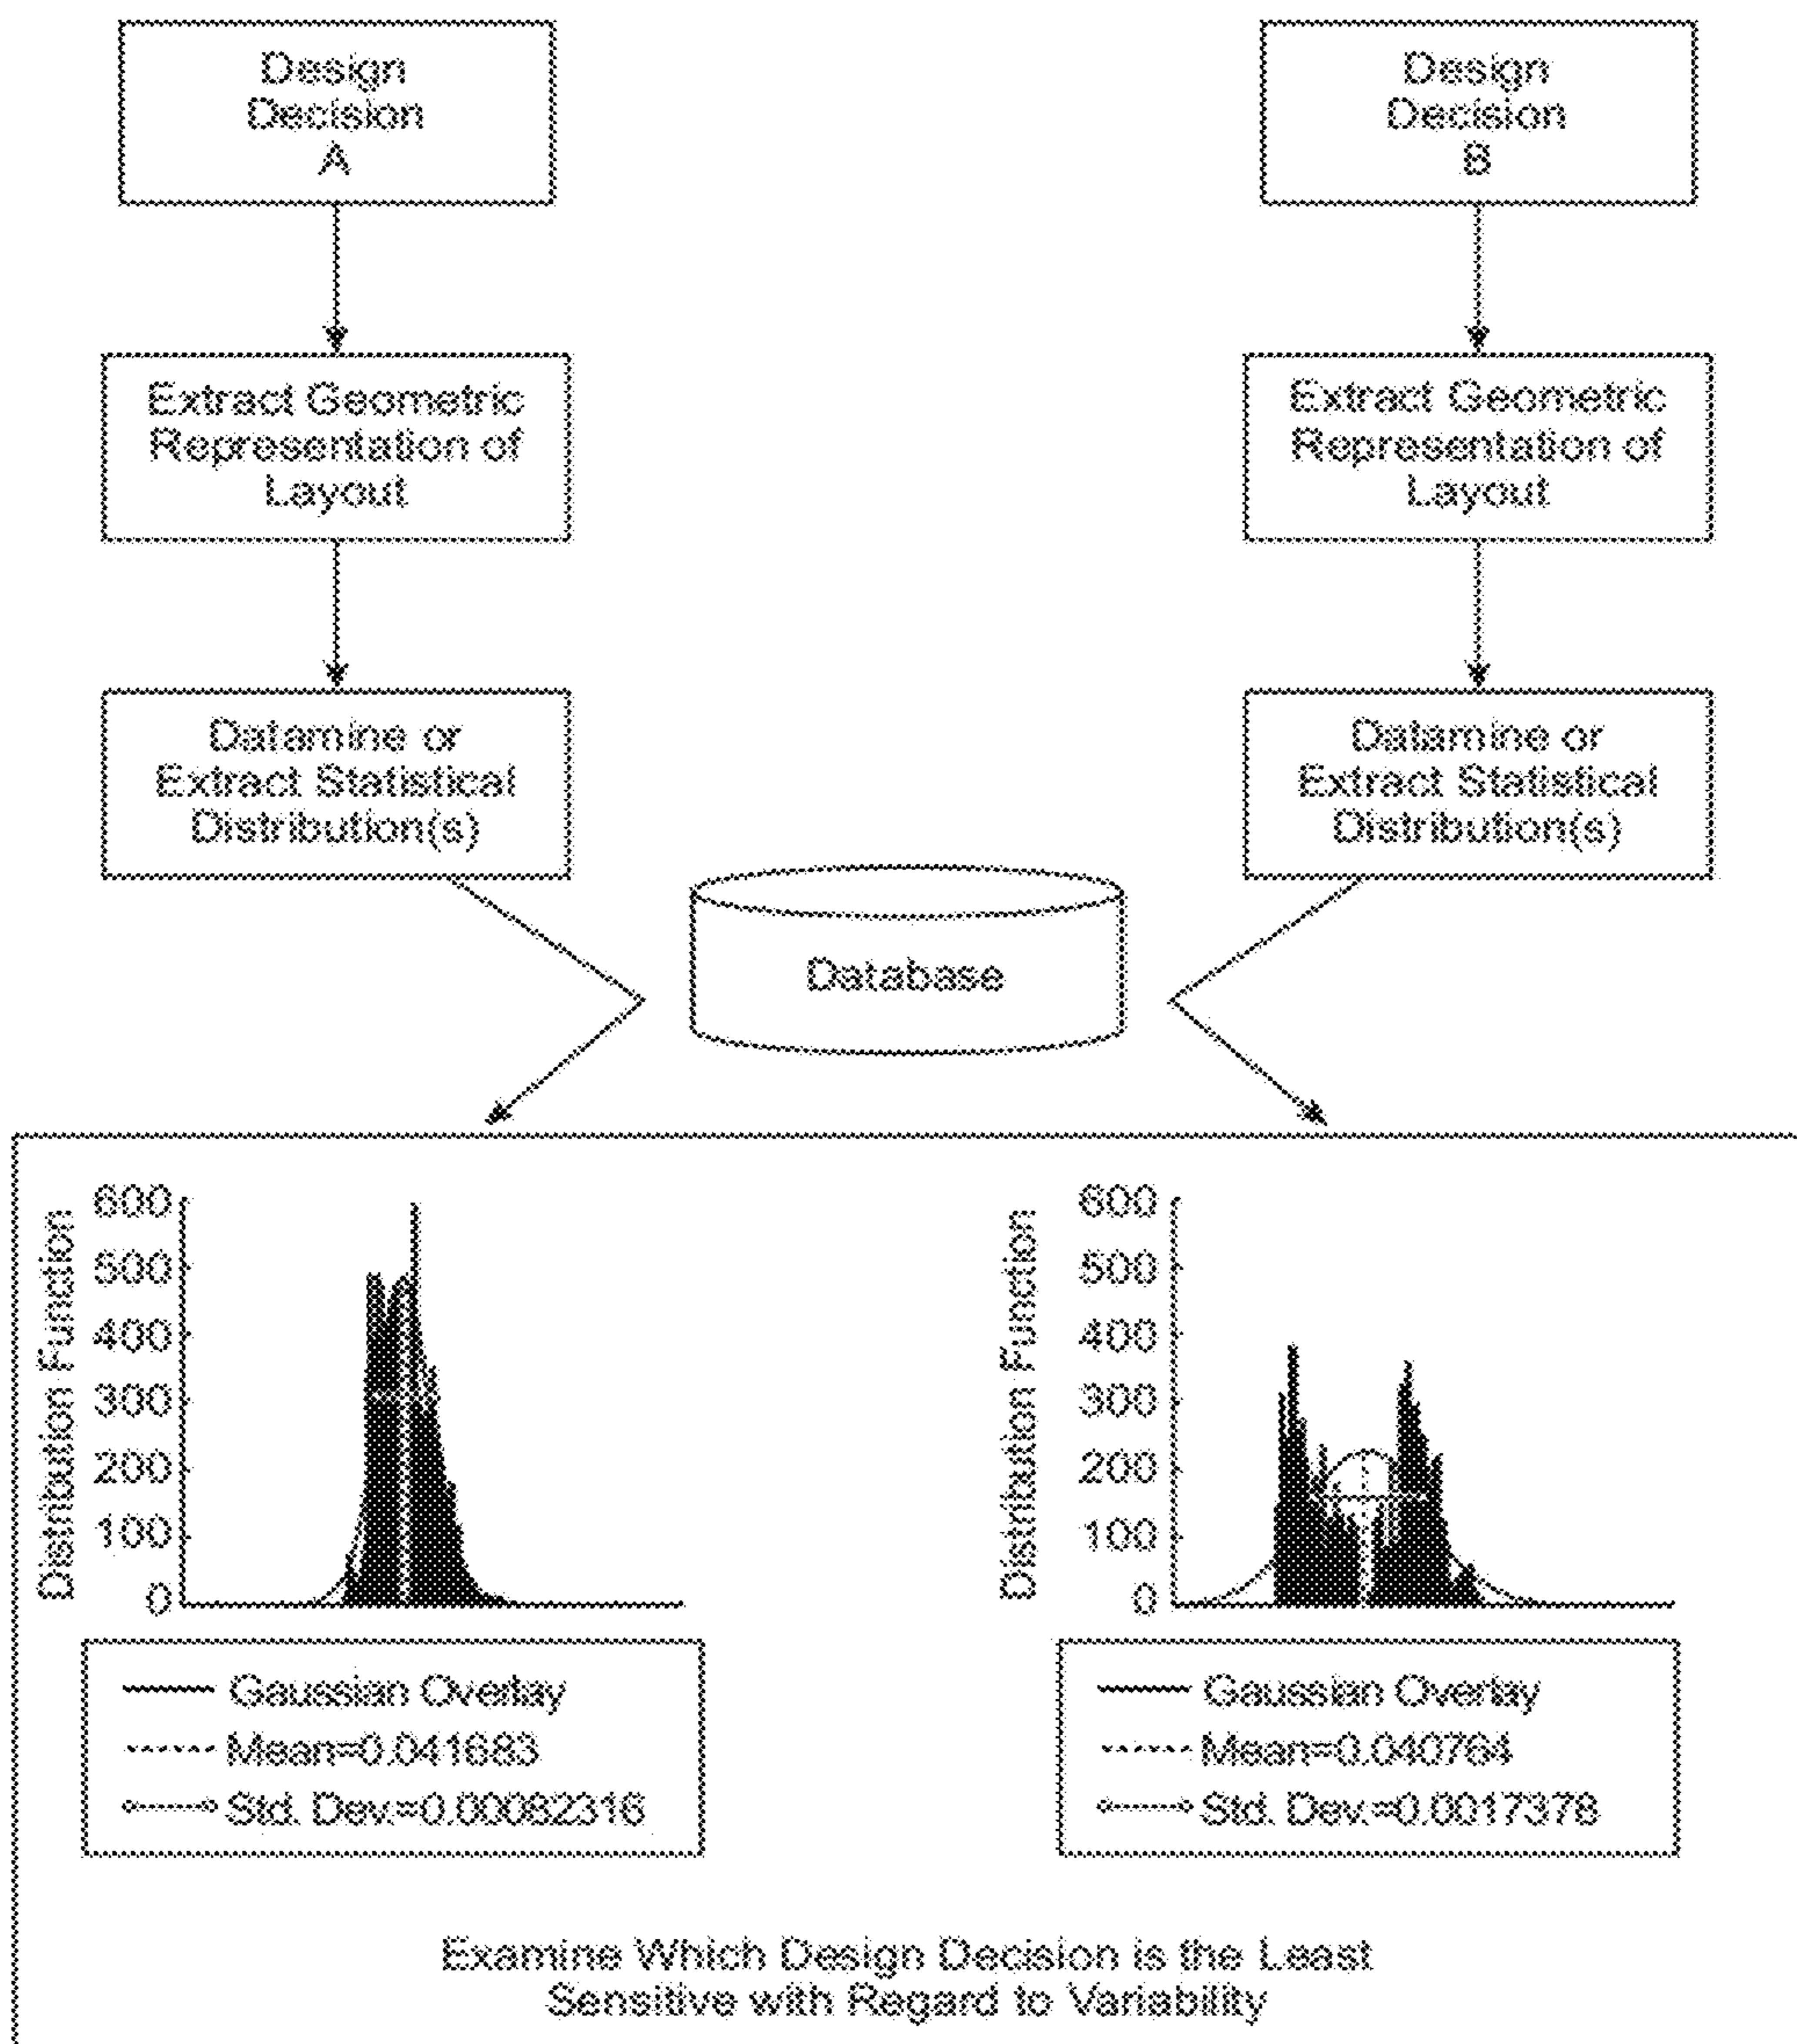 Design
Decision
A
Design
Decision
B
Extract Geometric
Representation of
Layout
Extract Geometric
Representation of
Layout
Datamine or
Extract Statistical
Distribution(s)
Datamine or
Extract Statistical
Distribution(s)
Database
Distribution Function
600
500
400
300
200
100
0
Gaussian Overlay
Mean=0.041683
Std. Dev.=0.00082316
Distribution Function
600
500
400
300
200
100
0
Gaussian Overlay
Mean=0.040764
Std. Dev.=0.0017378
Examine Which Design Decision is the Least
Sensitive with Regard to Variability